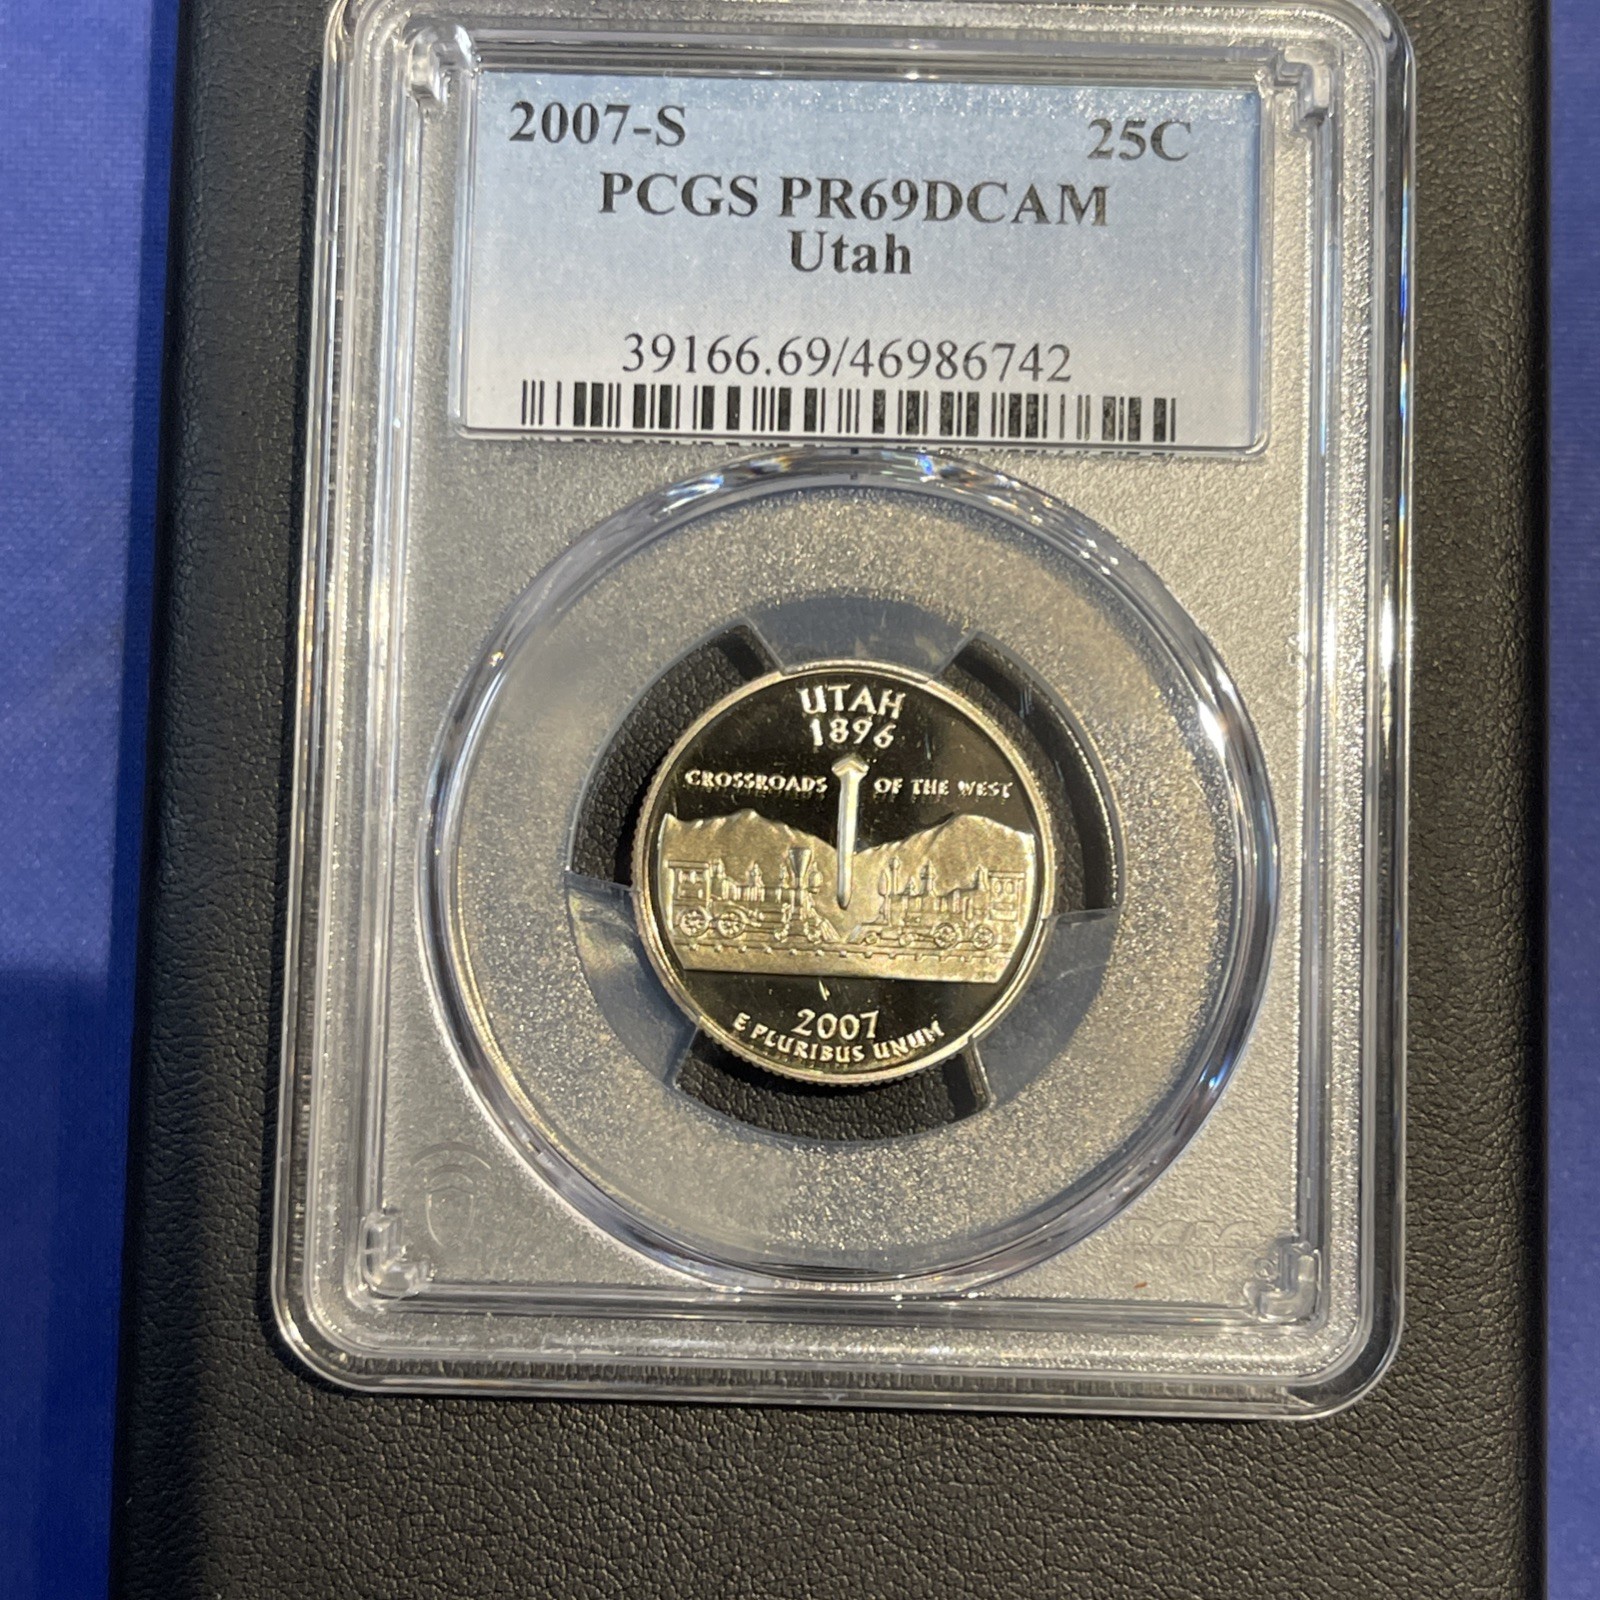 2007-S 25C
PCGS PR69DCAM
Utah
39166.69/46986742
UTAH
1896
CROSSROADS OF THE WEST
2007
E PLURIBUS UNUM